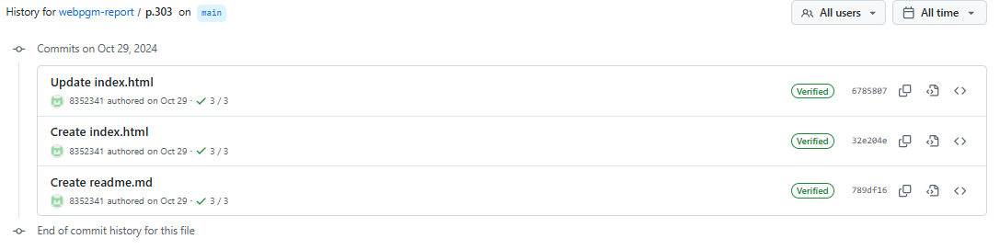 History for webpgm-report / p.303 on main
All users
All time
Commits on Oct 29, 2024
Update index.html
8352341 authored on Oct 29 · 3 / 3
Verified
6785807
Create index.html
8352341 authored on Oct 29 · 3 / 3
Verified
32e204e
Create readme.md
8352341 authored on Oct 29 · 3 / 3
Verified
789df16
End of commit history for this file